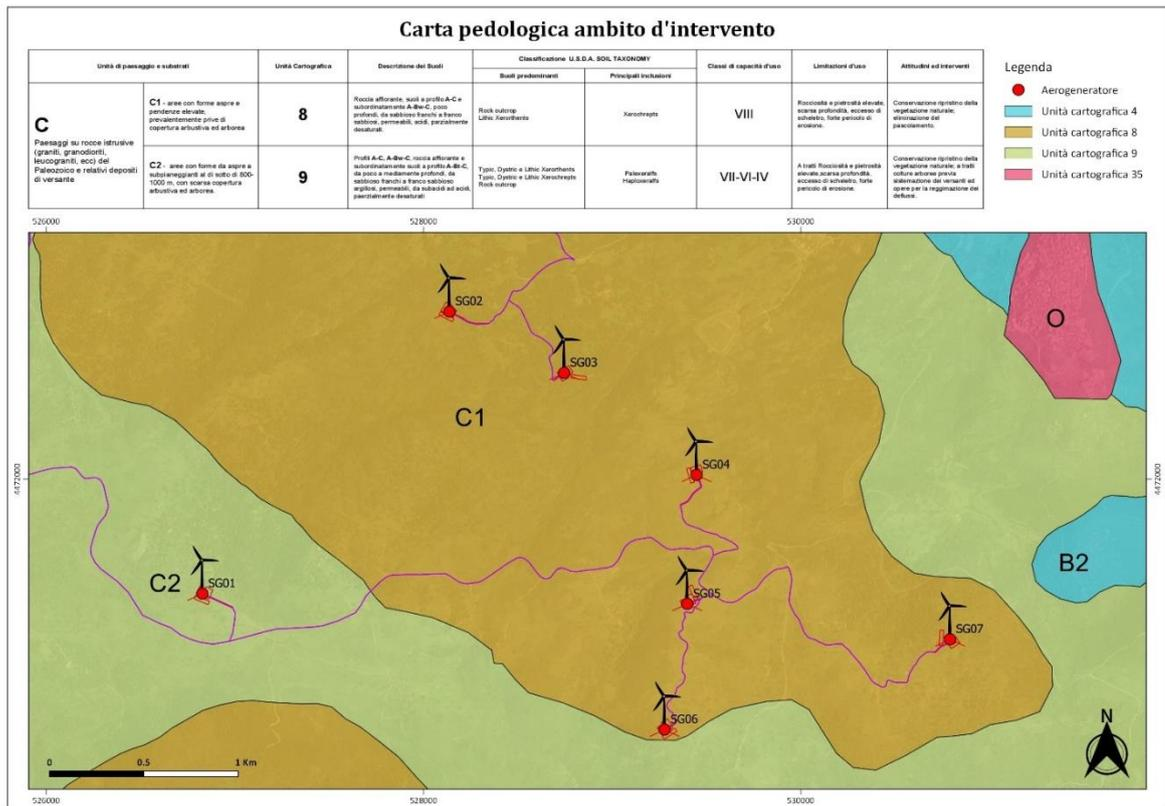 Carta pedologica ambito d'intervento
Unità di paesaggio e substrati
Unità Cartografica
Descrizione dei Suoli
Classificazione U.S.D.A. SOIL TAXONOMY
Suoli predominanti
Principali inclusioni
Classi di capacità d'uso
Limitazioni d'uso
Attitudini ed interventi
C
Paesaggi su rocce istrusive
(graniti, granodioriti,
leucograniti, ecc) del
Paleozoico e relativi depositi
di versante
C1 - aree con forme aspre e
pendenze elevate,
prevalentemente prive di
copertura arbustiva ed arborea
8
Roccia affiorante, suoli a profilo A-C e
subordinatamente A-Bw-C, poco
profondi, da sabbioso franchi a franco
sabbiosi, permeabili, acidi, parzialmente
desaturati.
Rock outcrop
Lithic Xerorthents
Xerochrepts
VIII
Rocciosità e pietrosità elevate,
scarsa profondità, eccesso di
scheletro, forte pericolo di
erosione.
Conservazione ripristino della
vegetazione naturale;
eliminazione del
pascolamento.
C2 - aree con forme da aspre a
subpianeggianti al di sotto di 800-
1000 m, con scarsa copertura
arbustiva ed arborea.
9
Profili A-C, A-Bw-C, roccia affiorante e
subordinatamente suoli a profilo A-Bt-C,
da poco a mediamente profondi, da
sabbioso franchi a franco sabbioso
argillosi, permeabili, da subacidi ad acidi,
parzialmente desaturati
Typic, Dystric e Lithic Xerorthents
Typic, Dystric e Lithic Xerochrepts
Rock outcrop
Palexeralfs
Haploxeralfs
VII-VI-IV
A tratti Rocciosità e pietrosità
elevate,scarsa profondità,
eccesso di scheletro, forte
pericolo di erosione.
Conservazione ripristino della
vegetazione naturale; a tratti
colture arboree previa
sistemazione dei versanti ed
opere per la regimazione dei
deflussi.
Legenda
Aerogeneratore
Unità cartografica 4
Unità cartografica 8
Unità cartografica 9
Unità cartografica 35
526000
528000
530000
SG02
SG03
O
C1
SG04
4472000
4472000
C2
SG01
SG05
B2
SG07
SG06
N
0
0.5
1 Km
526000
528000
530000